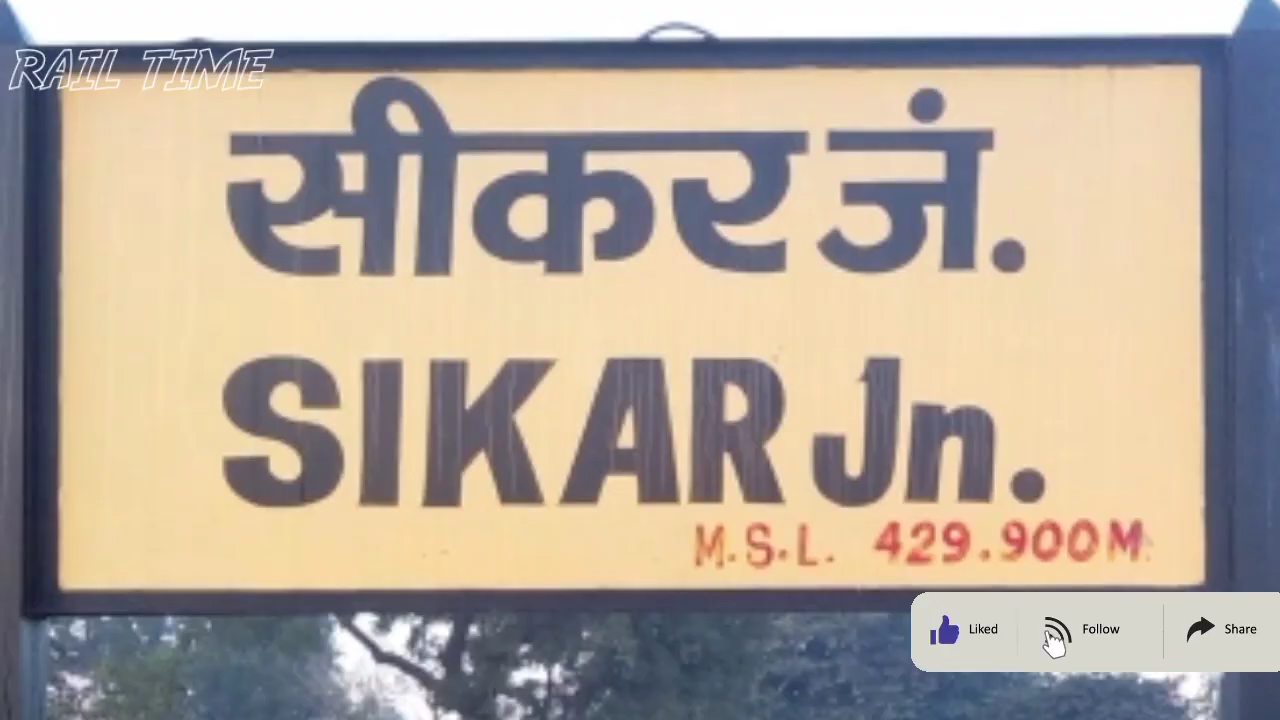 RAIL TIME
सीकर जं.
SIKAR Jn.
M.S.L. 429.900M.
Liked Follow Share